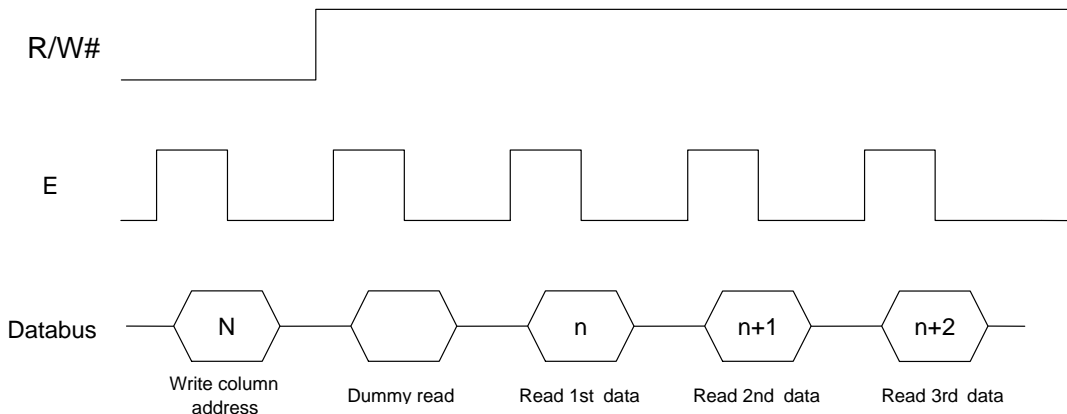 R/W#
E
Databus
N
n
n+1
n+2
Write column
address
Dummy read
Read 1st data
Read 2nd data
Read 3rd data